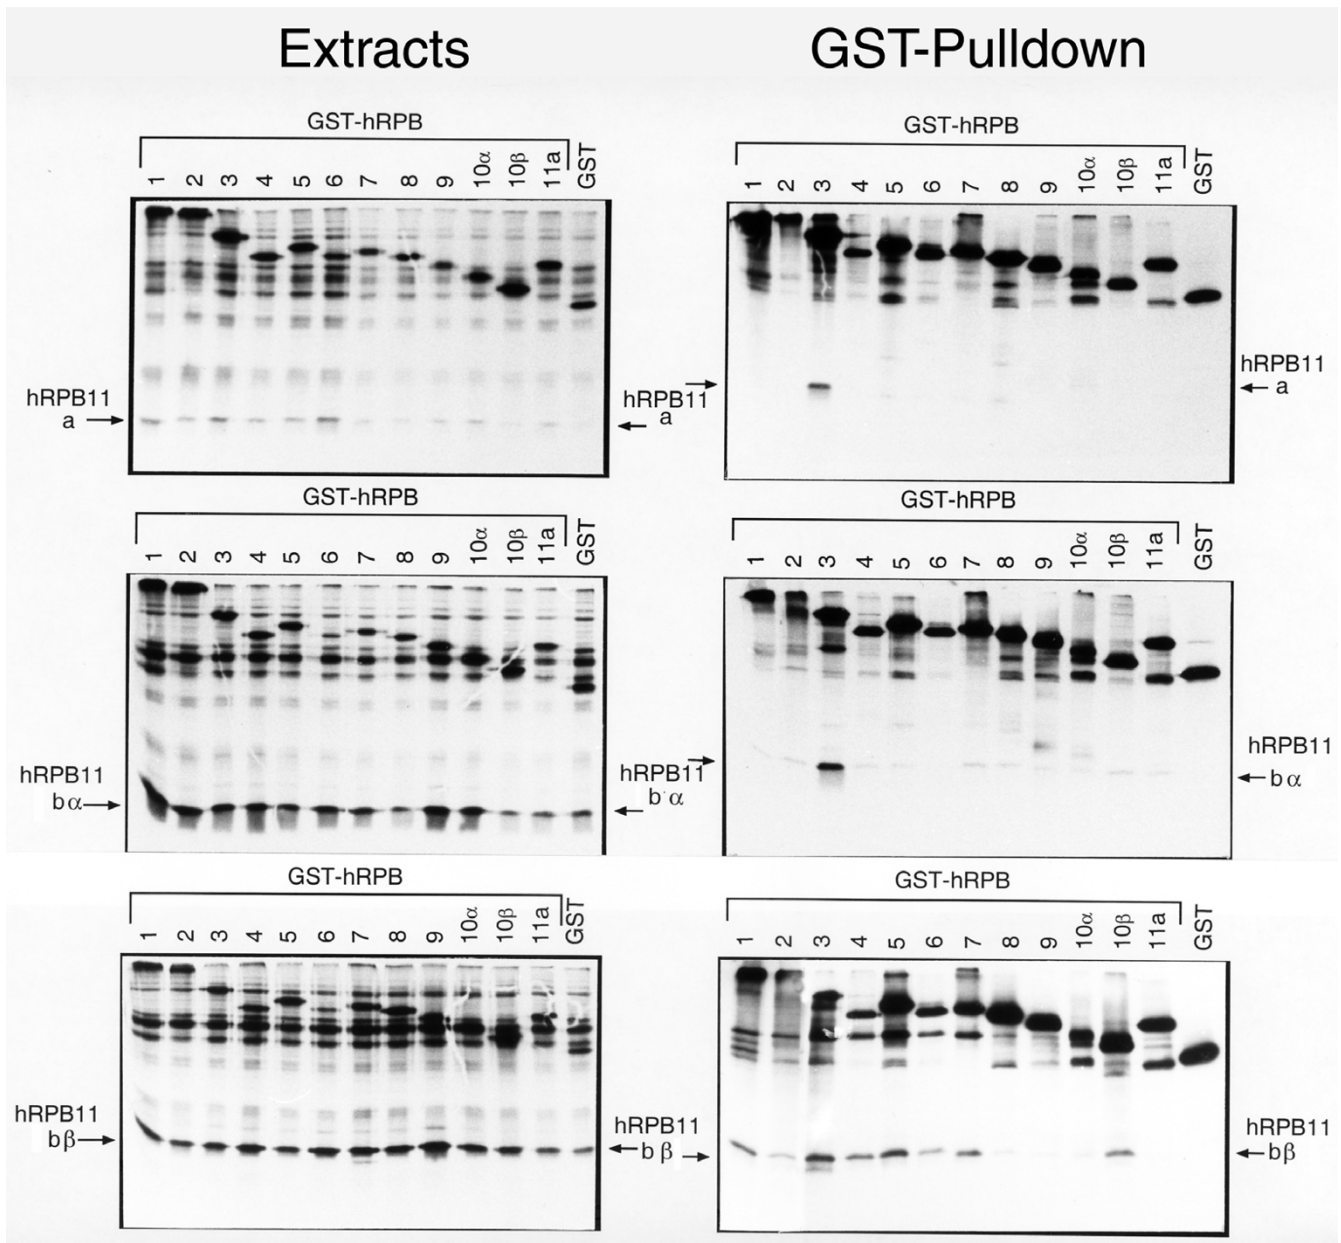 Extracts
GST-Pulldown
GST-hRPB
1 2 3 4 5 6 7 8 9 10α 10β 11a GST
hRPB11
a
hRPB11
a
GST-hRPB
1 2 3 4 5 6 7 8 9 10α 10β 11a GST
hRPB11
a
GST-hRPB
1 2 3 4 5 6 7 8 9 10α 10β 11a GST
hRPB11
bα
hRPB11
b α
GST-hRPB
1 2 3 4 5 6 7 8 9 10α 10β 11a GST
hRPB11
bα
GST-hRPB
1 2 3 4 5 6 7 8 9 10α 10β 11a GST
hRPB11
bβ
hRPB11
bβ
GST-hRPB
1 2 3 4 5 6 7 8 9 10α 10β 11a GST
hRPB11
bβ